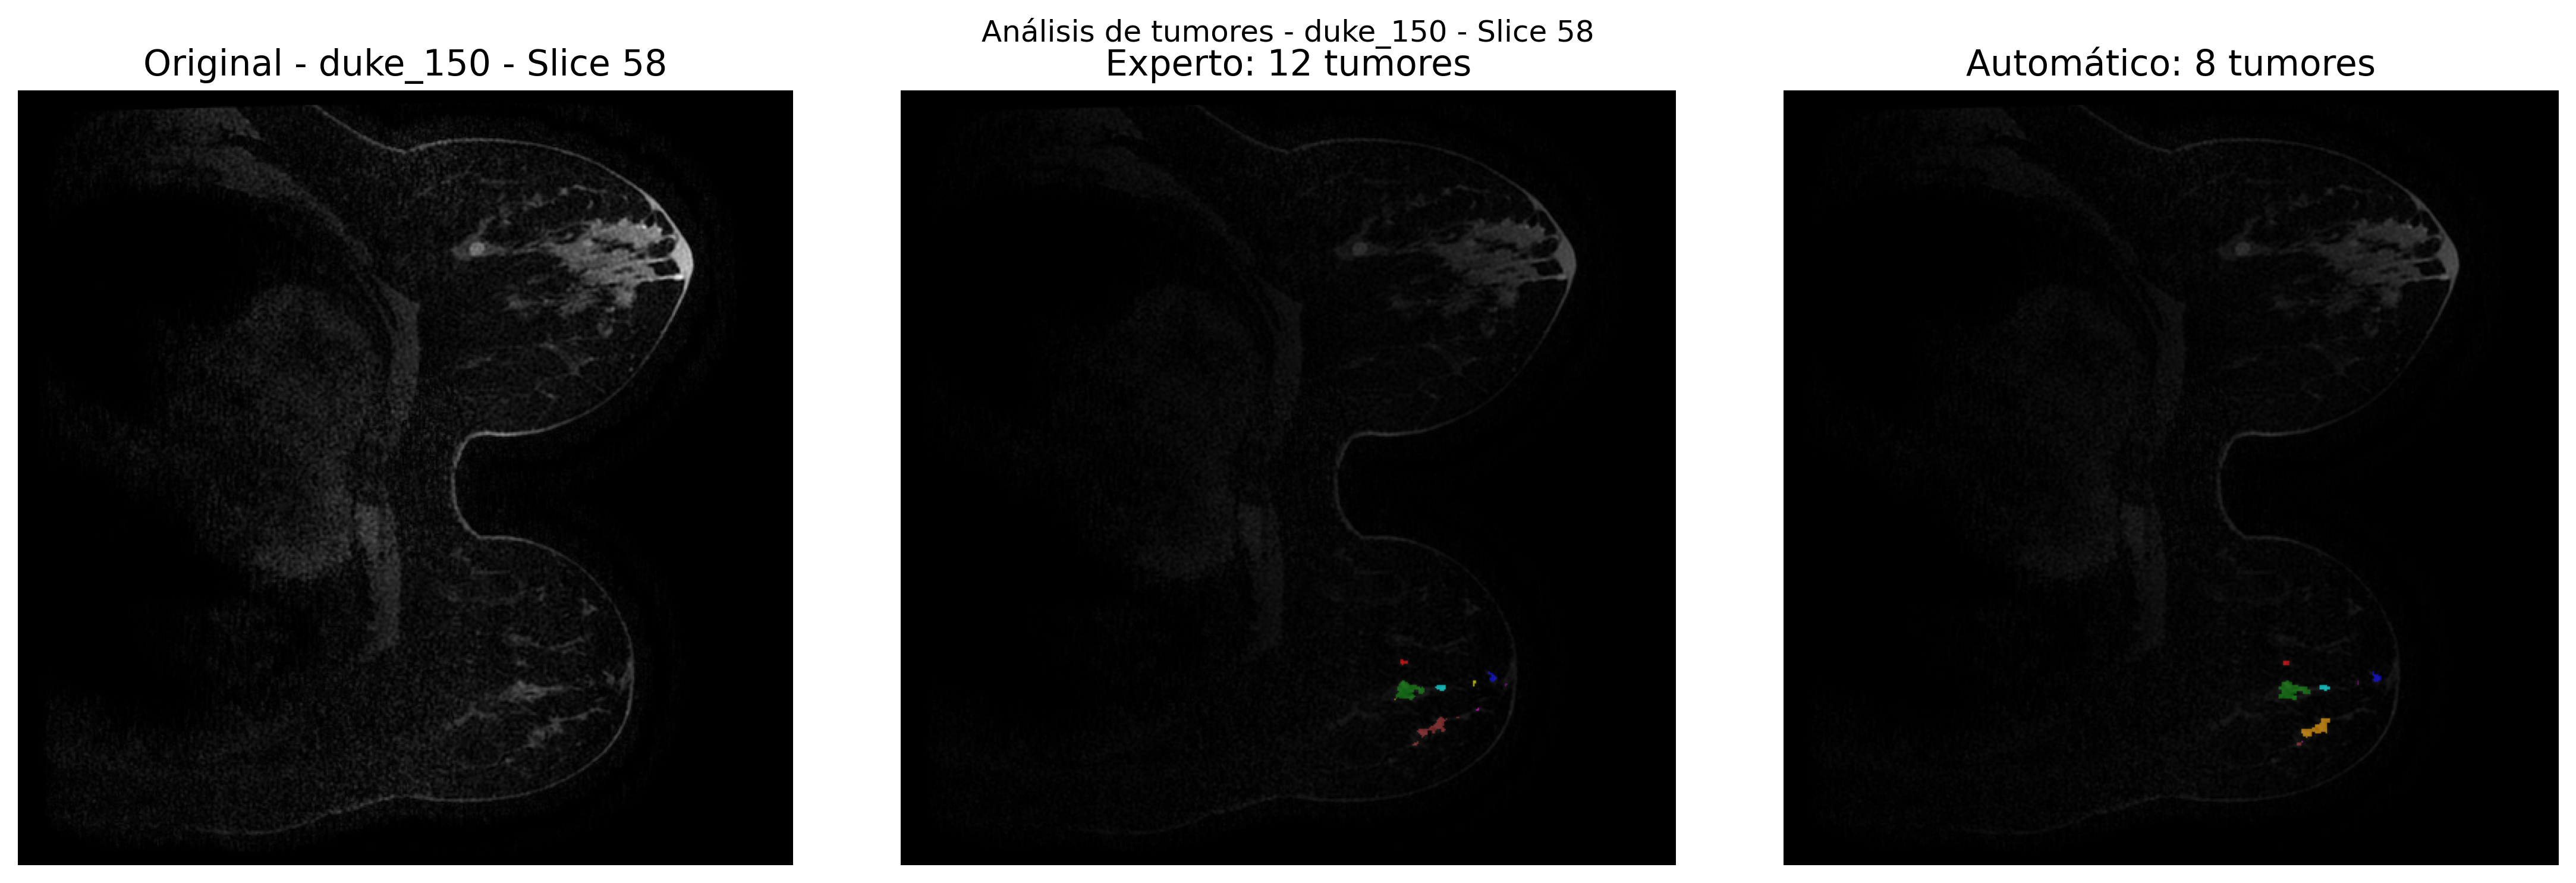 Análisis de tumores - duke_150 - Slice 58
Original - duke_150 - Slice 58
Experto: 12 tumores
Automático: 8 tumores